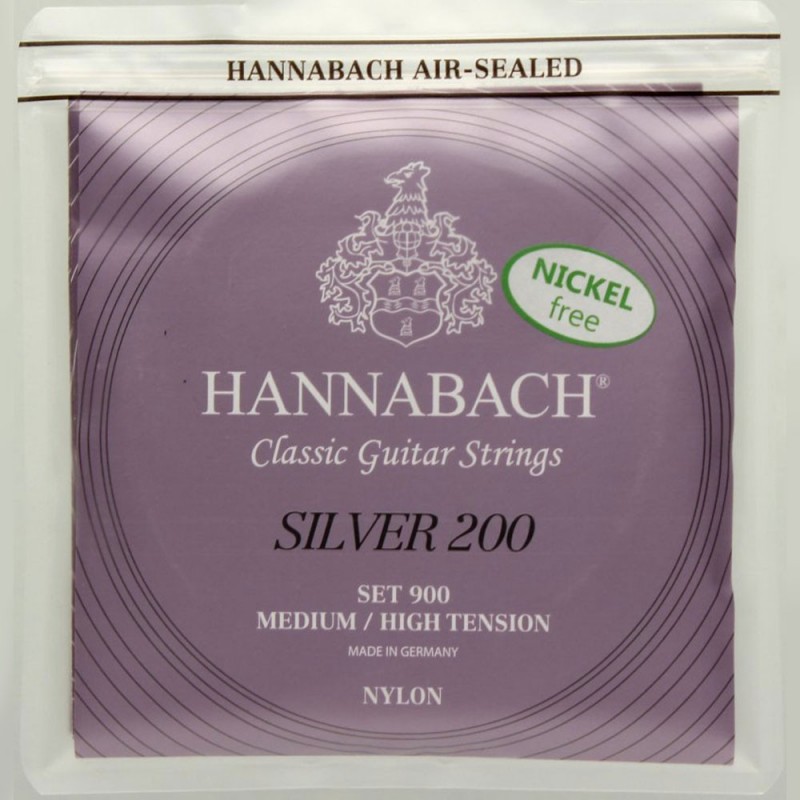 HANNABACH AIR-SEALED
NICKEL
free
HANNABACH®
Classic Guitar Strings
SILVER 200
SET 900
MEDIUM / HIGH TENSION
MADE IN GERMANY
NYLON